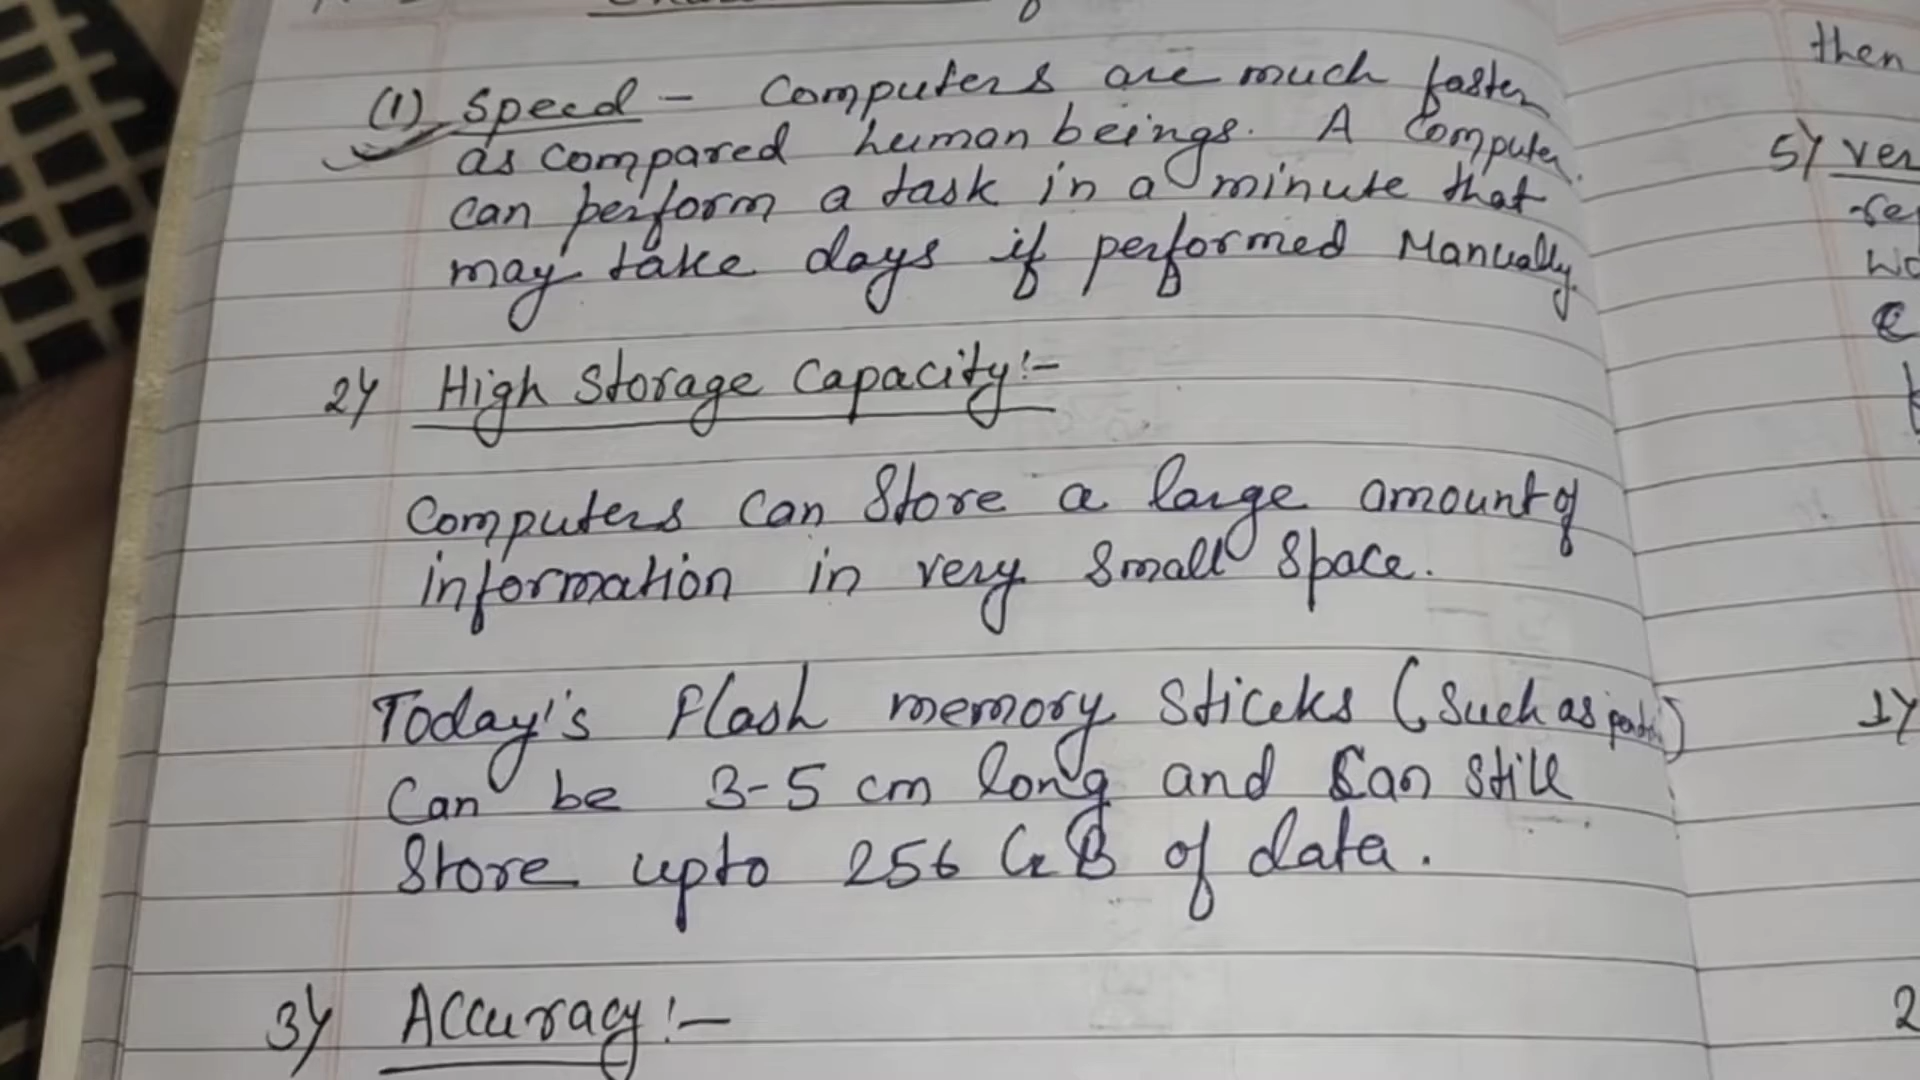 (1) Speed - Computers are much faster
as compared human beings. A Computer
can perform a task in a minute that
may take days if performed Manually.
2) High Storage Capacity:-
Computers can Store a large amount of
information in very Small Space.
Today's Flash memory Sticks (Such as
Can be 3-5 cm long and Can still
Store upto 256 GB of data.
3) Accuracy:-
then
5)
1)
2